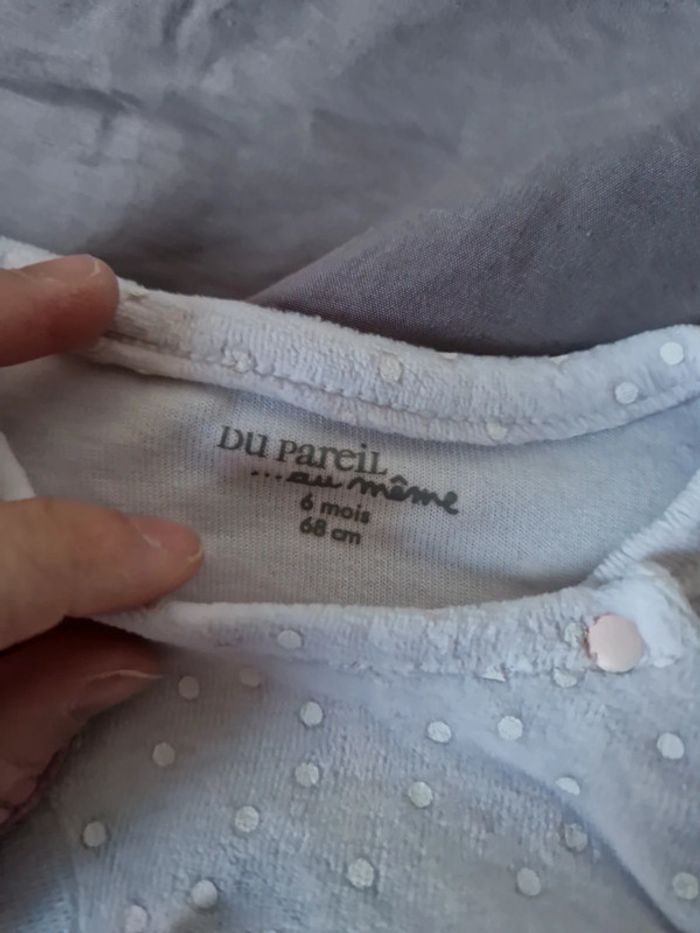 DU PAREIL
...au même
6 mois
68 cm